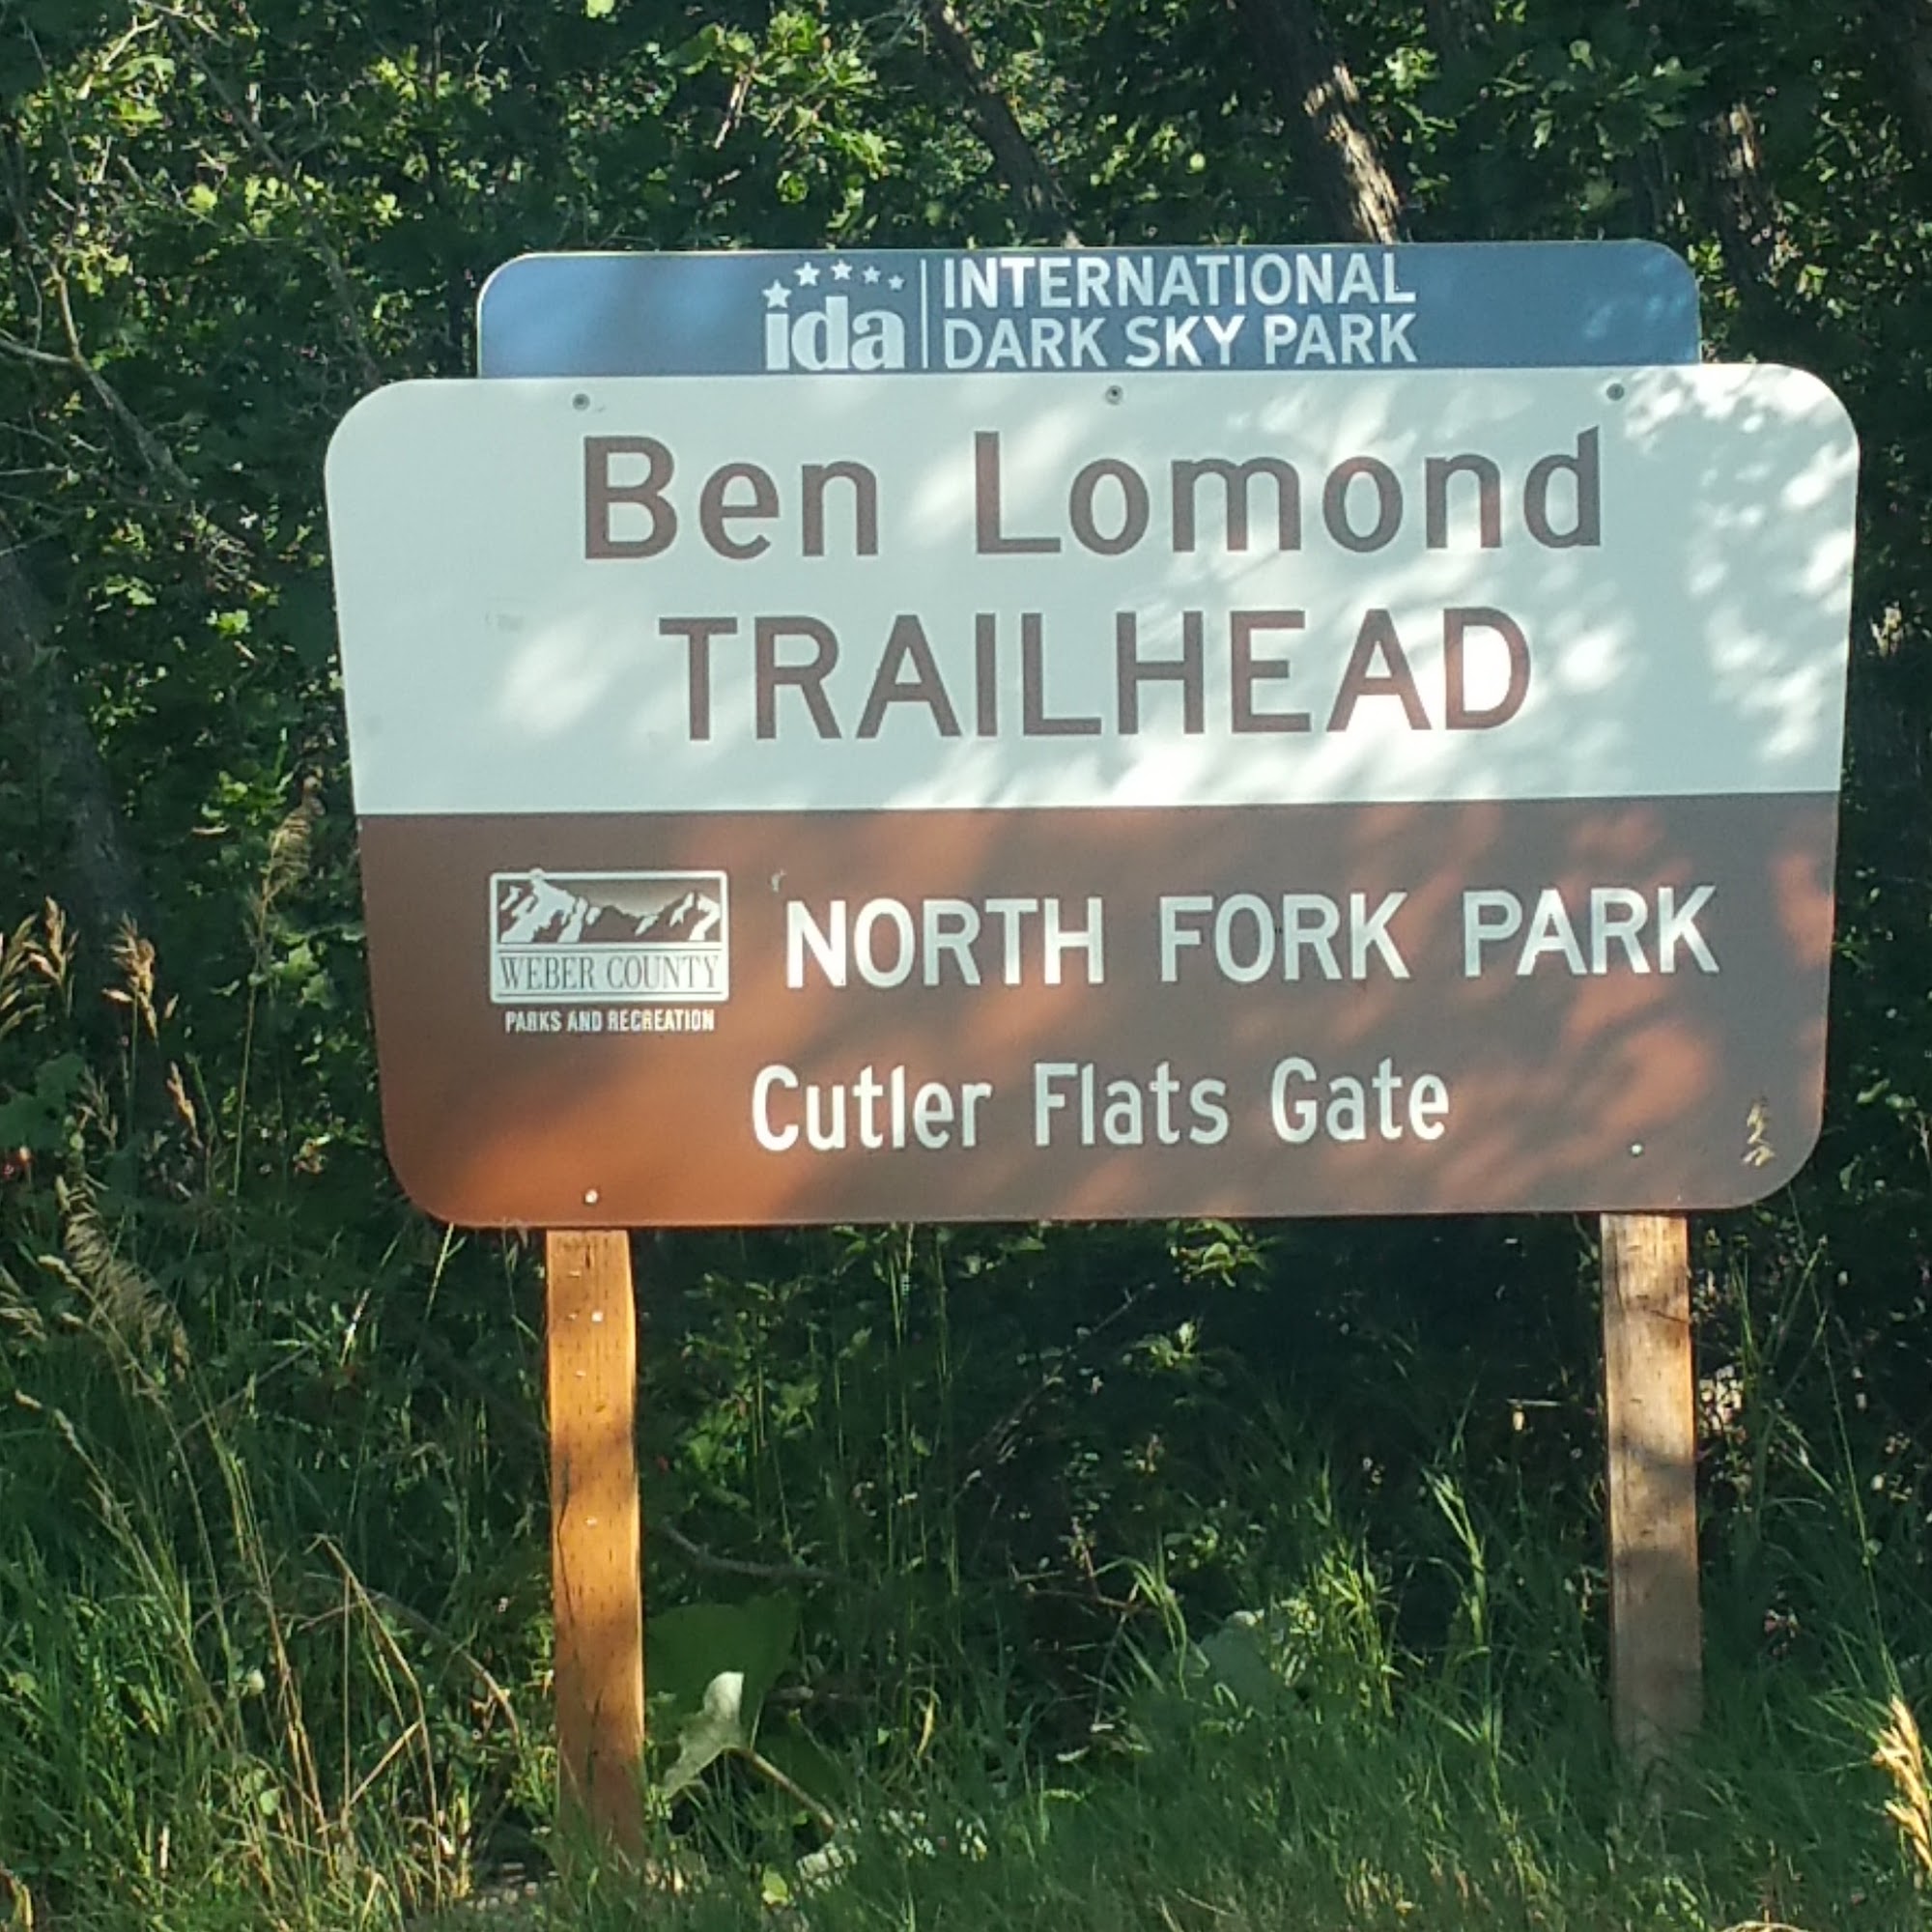 ida
INTERNATIONAL
DARK SKY PARK
Ben Lomond
TRAILHEAD
WEBER COUNTY
PARKS AND RECREATION
NORTH FORK PARK
Cutler Flats Gate